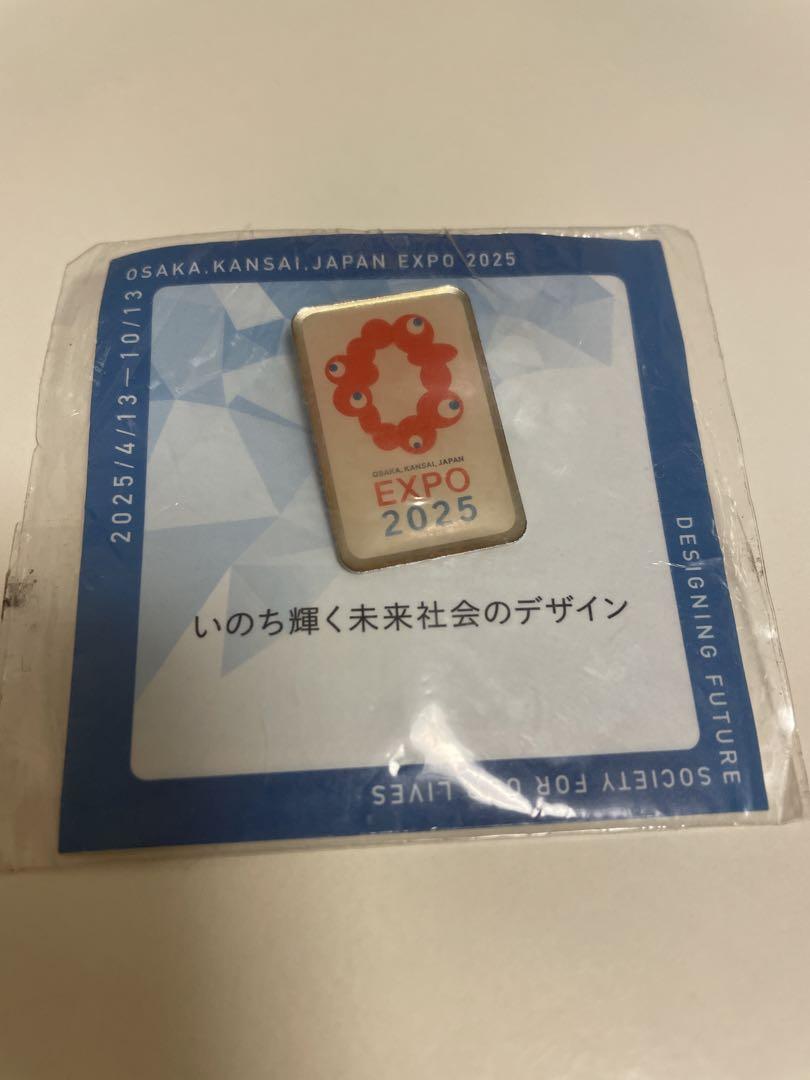 OSAKA.KANSAI.JAPAN EXPO 2025
2025/4/13—10/13
OSAKA, KANSAI, JAPAN
EXPO
2025
いのち輝く未来社会のデザイン
DESIGNING FUTURE
SOCIETY FOR OUR LIVES